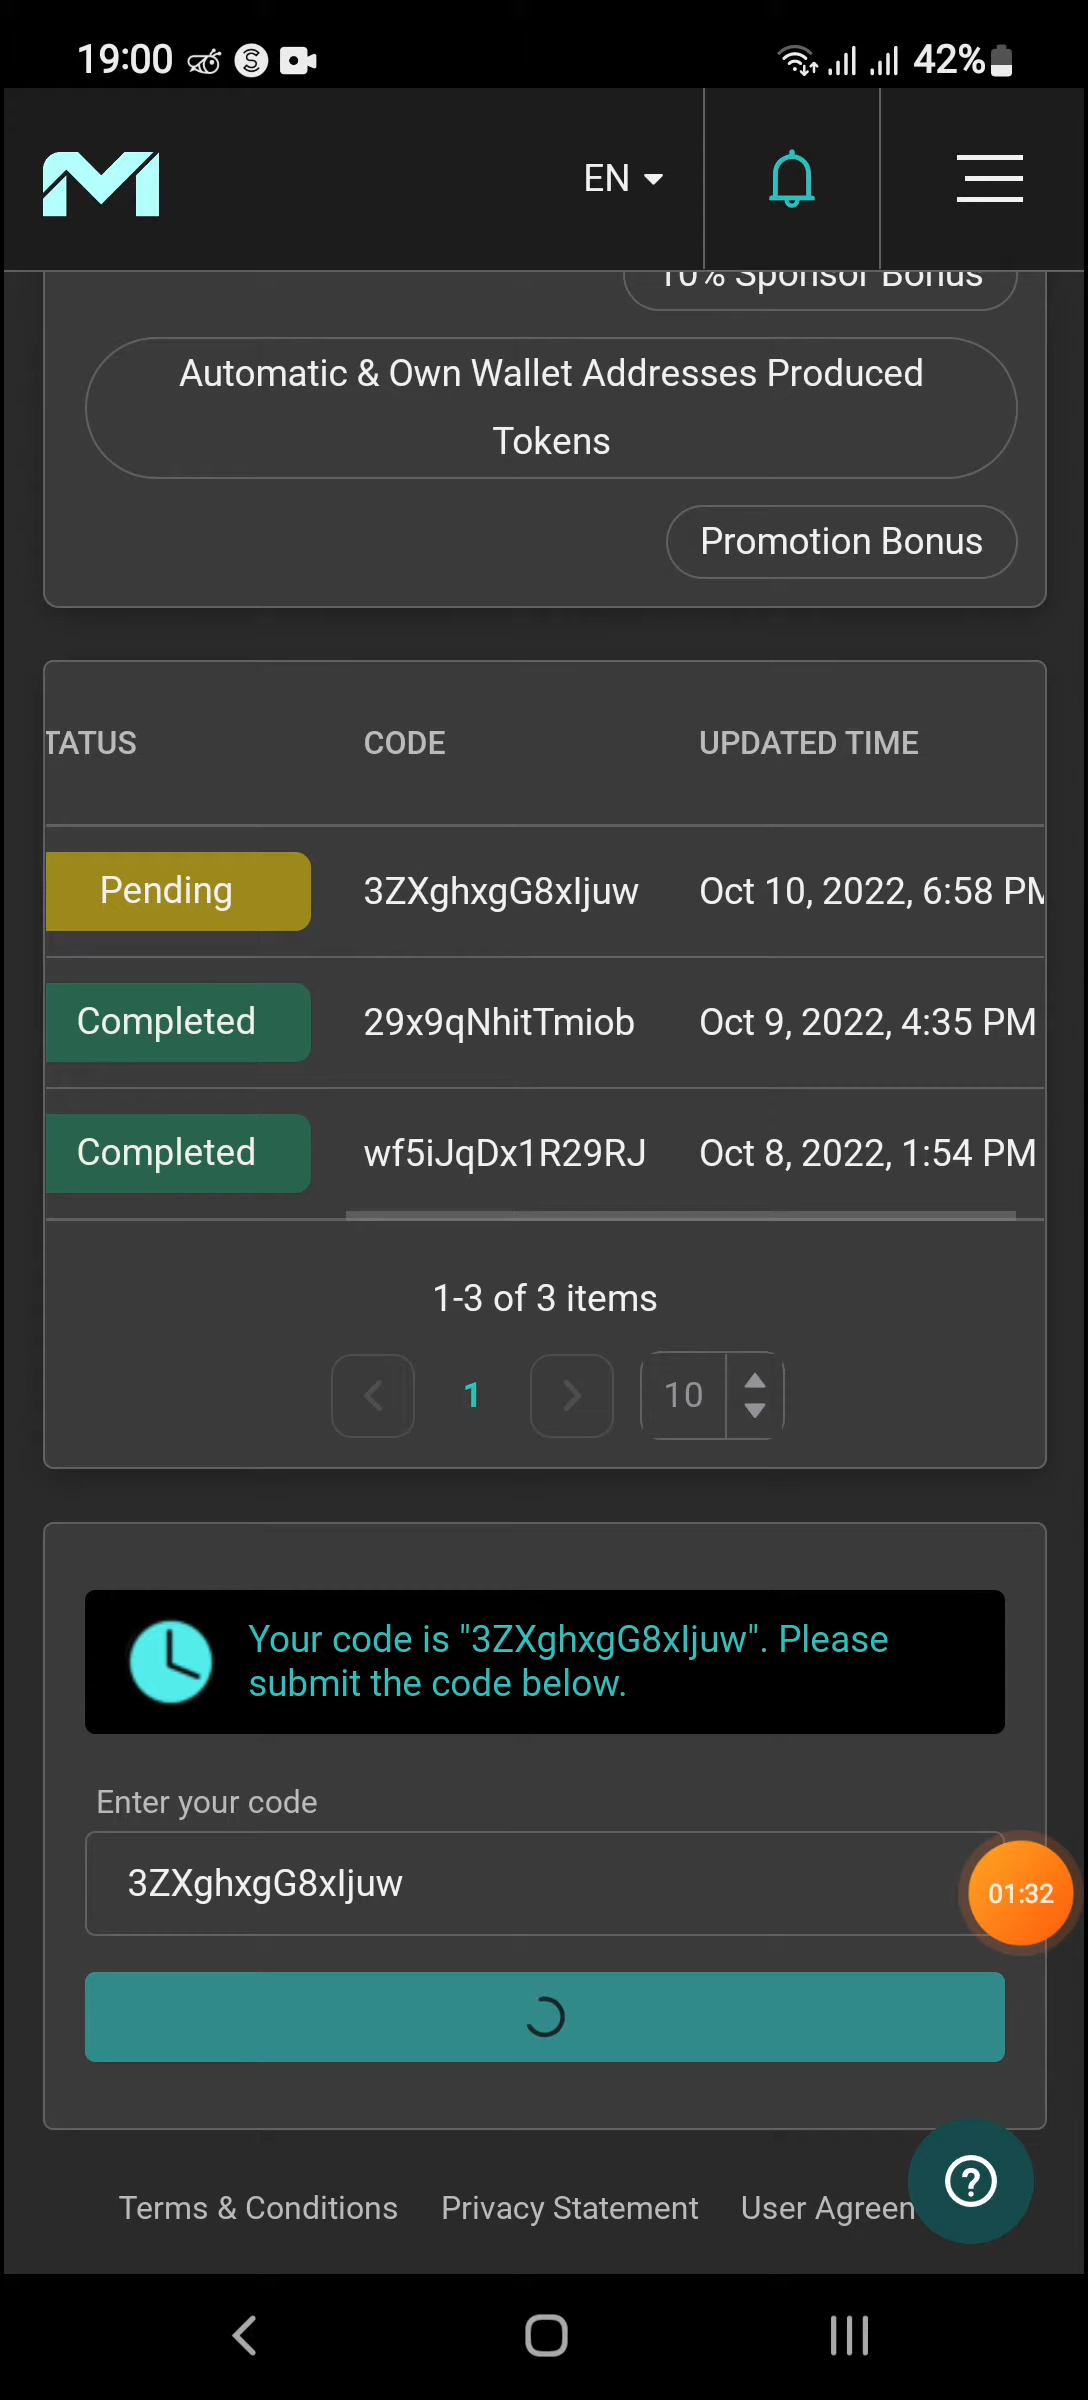 19:00
42%
EN
10% Sponsor Bonus
Automatic & Own Wallet Addresses Produced
Tokens
Promotion Bonus
TATUS CODE UPDATED TIME
Pending 3ZXghxgG8xIjuw Oct 10, 2022, 6:58 PM
Completed 29x9qNhitTmiob Oct 9, 2022, 4:35 PM
Completed wf5iJqDx1R29RJ Oct 8, 2022, 1:54 PM
1-3 of 3 items
1 10
Your code is "3ZXghxgG8xIjuw". Please
submit the code below.
Enter your code
3ZXghxgG8xIjuw
01:32
Terms & Conditions Privacy Statement User Agreen